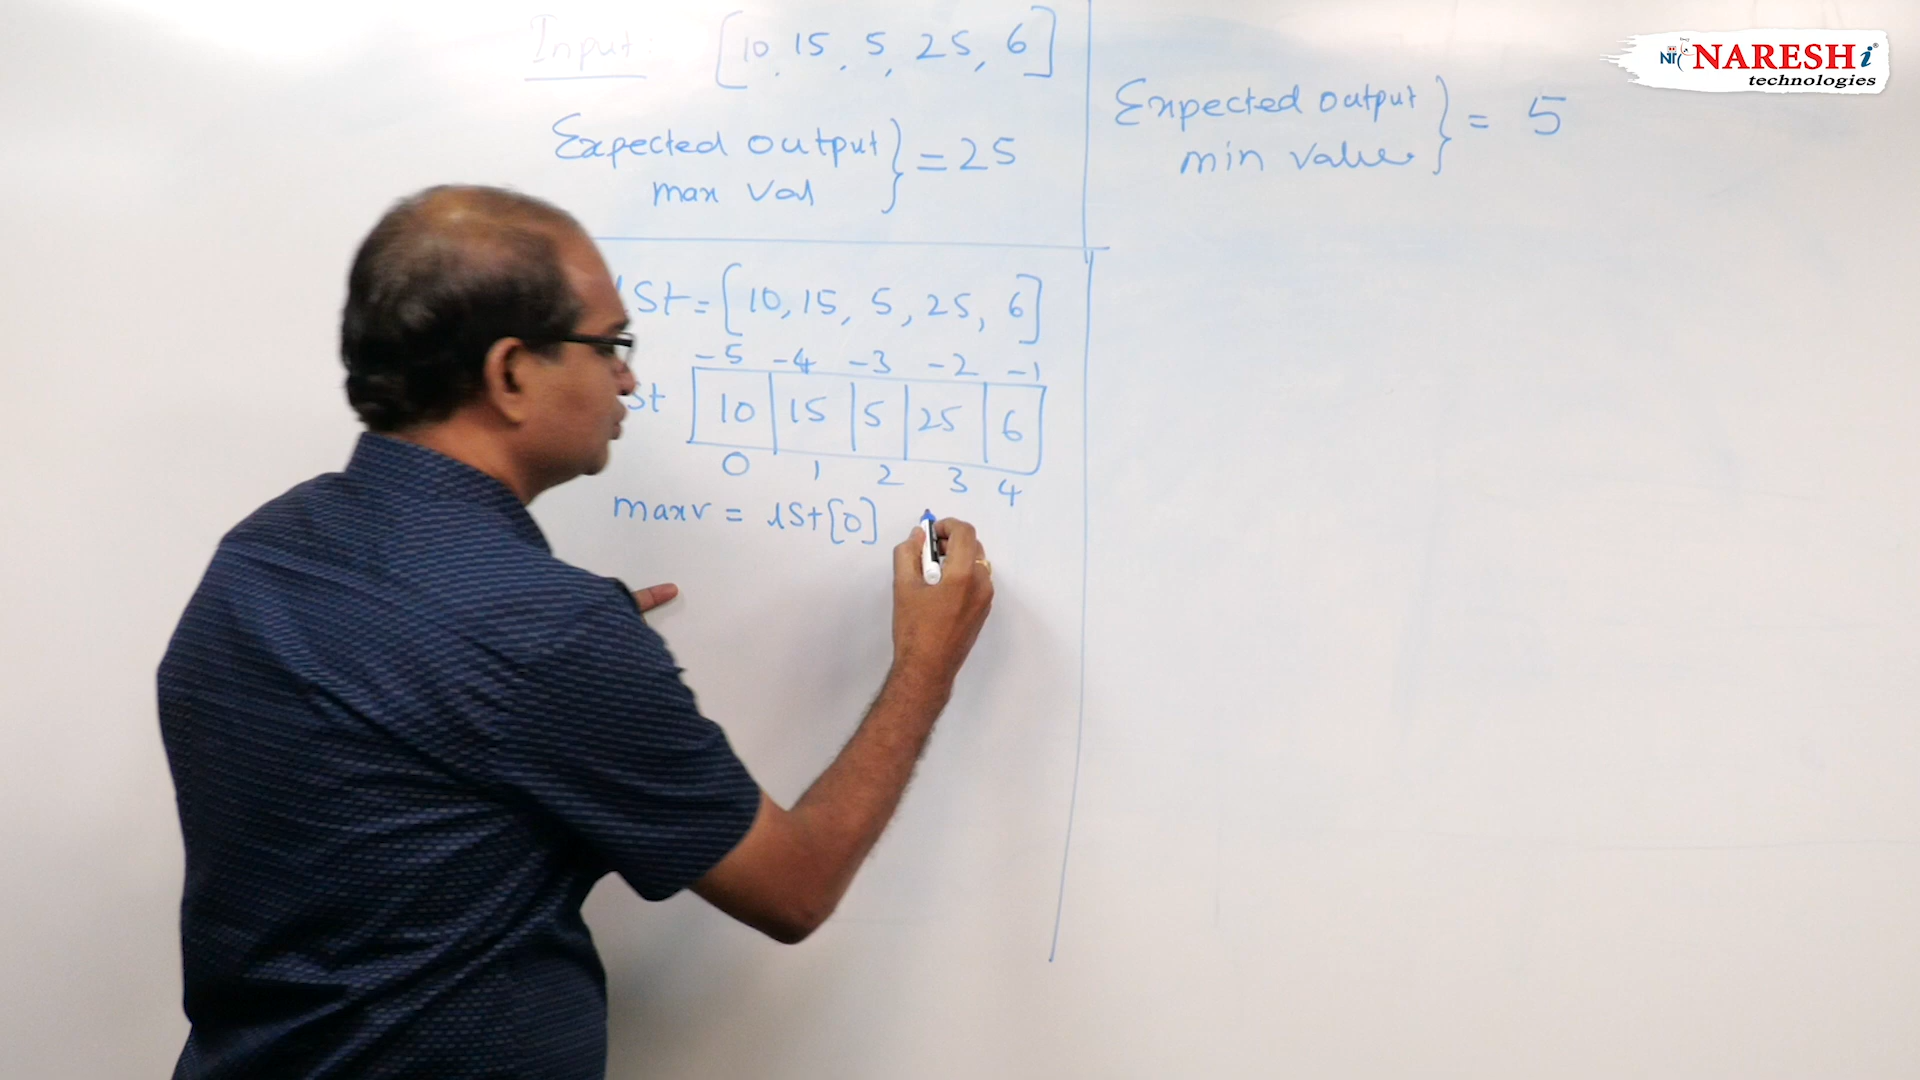 Input: [10, 15, 5, 25, 6]
Expected output } = 25
max val
Expected output } = 5
min value
lst = [10, 15, 5, 25, 6]
-5 -4 -3 -2 -1
10 15 5 25 6
0 1 2 3 4
maxv = lst[0]
NiT NARESH i
technologies